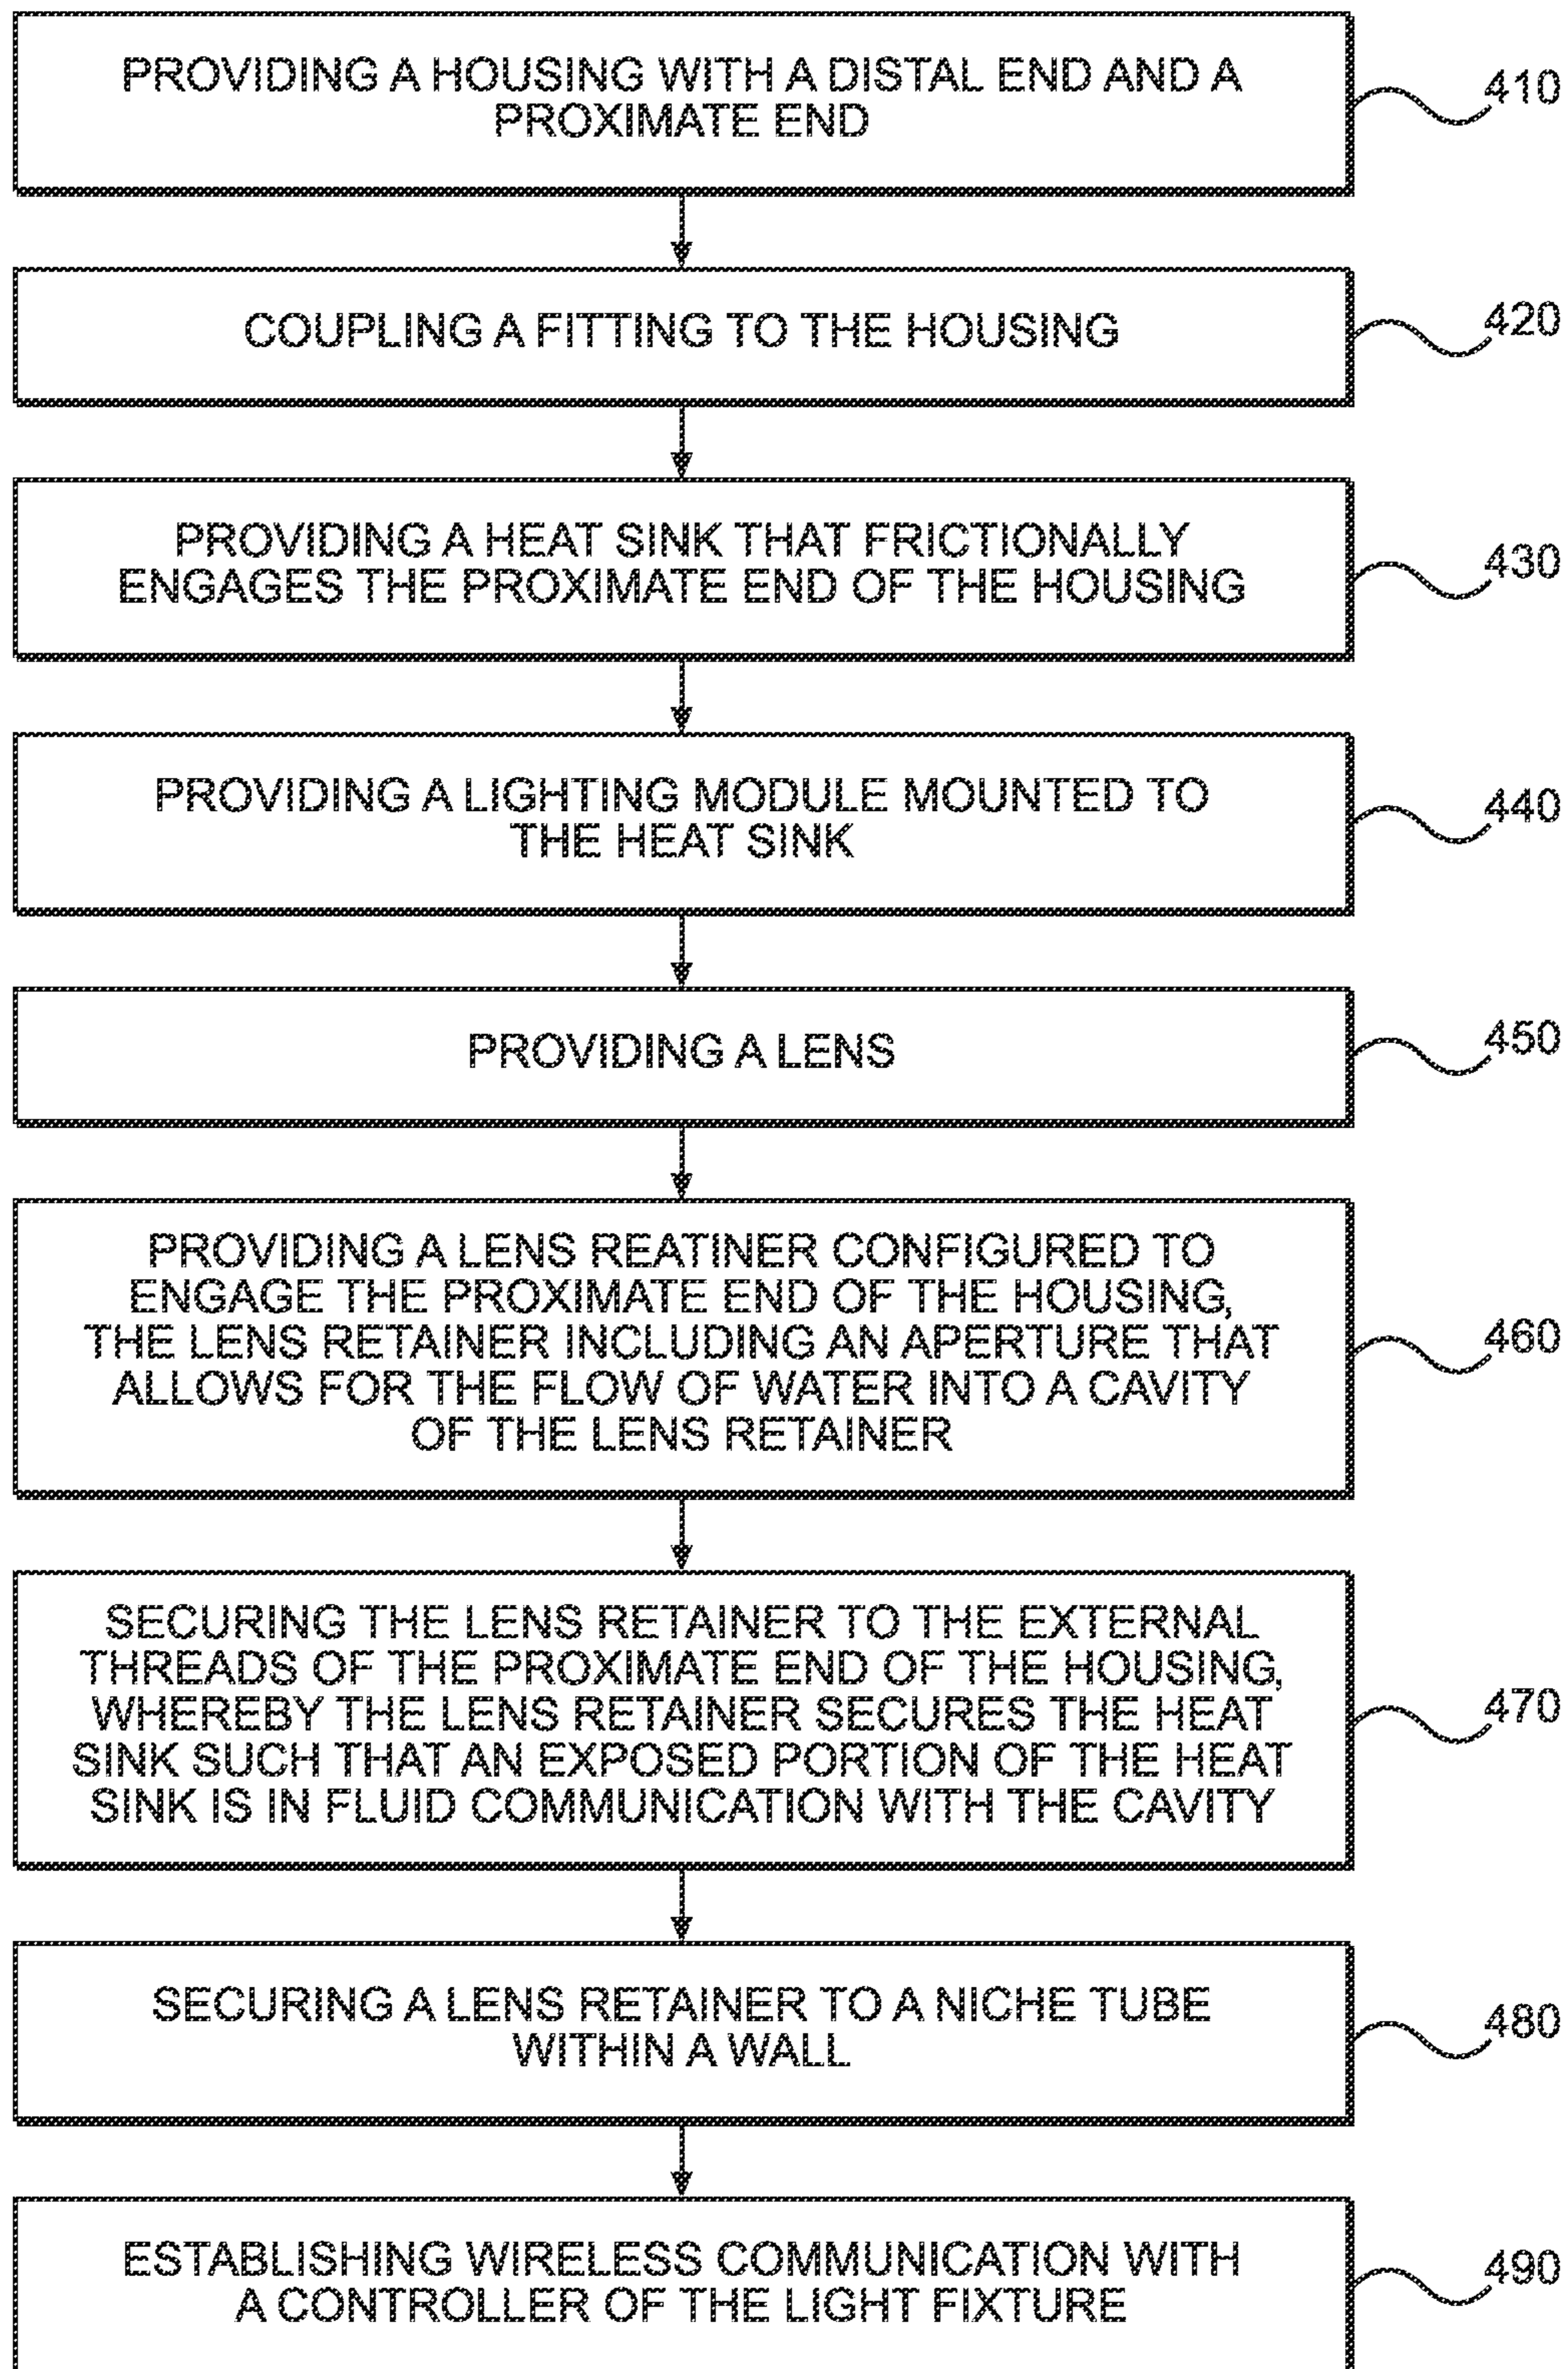 PROVIDING A HOUSING WITH A DISTAL END AND A
PROXIMATE END
410
COUPLING A FITTING TO THE HOUSING
420
PROVIDING A HEAT SINK THAT FRICTIONALLY
ENGAGES THE PROXIMATE END OF THE HOUSING
430
PROVIDING A LIGHTING MODULE MOUNTED TO
THE HEAT SINK
440
PROVIDING A LENS
450
PROVIDING A LENS REATINER CONFIGURED TO
ENGAGE THE PROXIMATE END OF THE HOUSING,
THE LENS RETAINER INCLUDING AN APERTURE THAT
ALLOWS FOR THE FLOW OF WATER INTO A CAVITY
OF THE LENS RETAINER
460
SECURING THE LENS RETAINER TO THE EXTERNAL
THREADS OF THE PROXIMATE END OF THE HOUSING,
WHEREBY THE LENS RETAINER SECURES THE HEAT
SINK SUCH THAT AN EXPOSED PORTION OF THE HEAT
SINK IS IN FLUID COMMUNICATION WITH THE CAVITY
470
SECURING A LENS RETAINER TO A NICHE TUBE
WITHIN A WALL
480
ESTABLISHING WIRELESS COMMUNICATION WITH
A CONTROLLER OF THE LIGHT FIXTURE
490